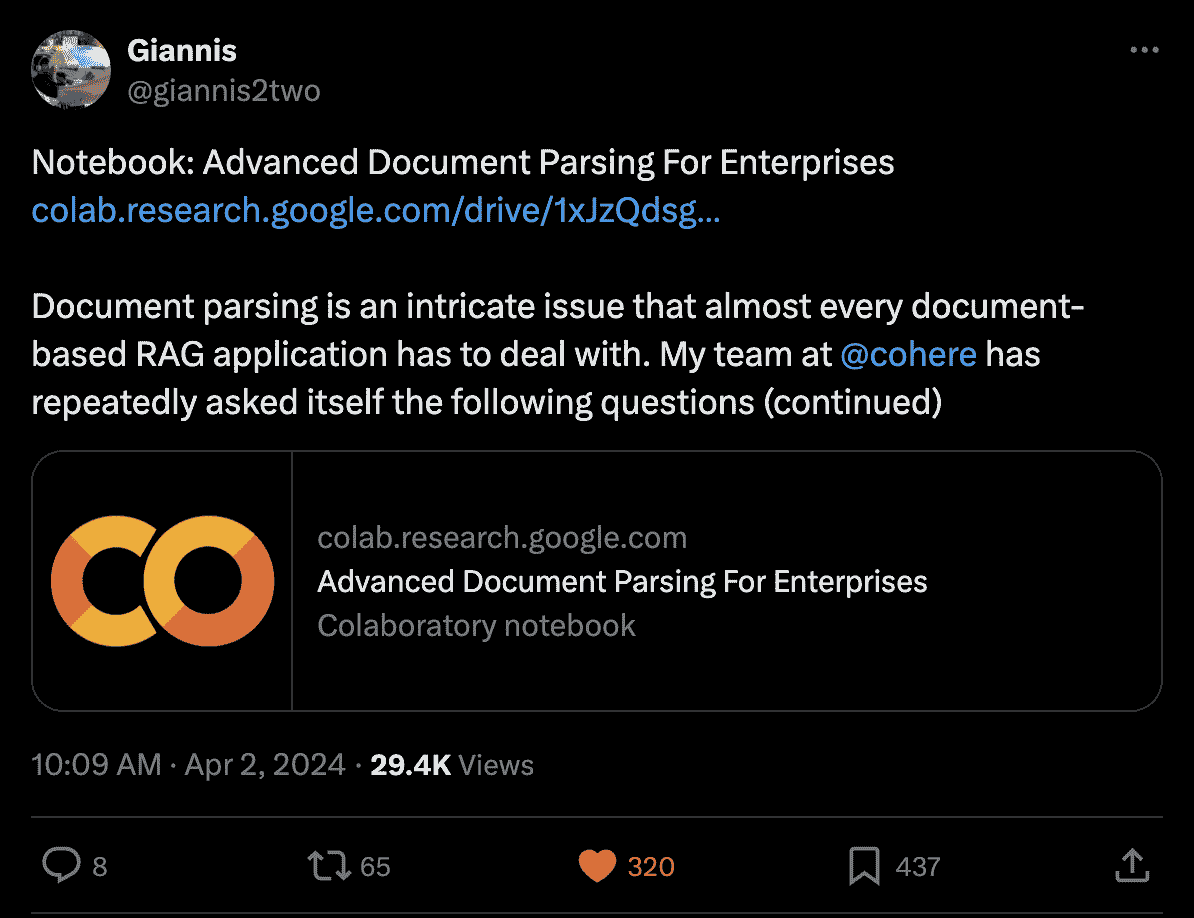 Giannis
@giannis2two
Notebook: Advanced Document Parsing For Enterprises
colab.research.google.com/drive/1xJzQdsg...
Document parsing is an intricate issue that almost every document-
based RAG application has to deal with. My team at @cohere has
repeatedly asked itself the following questions (continued)
colab.research.google.com
Advanced Document Parsing For Enterprises
Colaboratory notebook
10:09 AM · Apr 2, 2024 · 29.4K Views
8 65 320 437